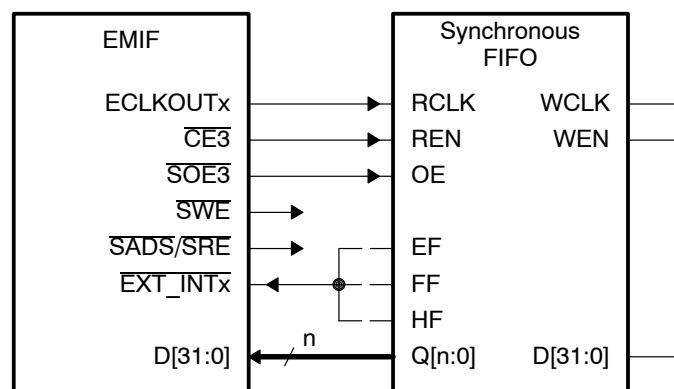 EMIF
Synchronous
FIFO
ECLKOUTx RCLK WCLK
CE3 REN WEN
SOE3 OE
SWE
SADS/SRE EF
EXT_INTx FF
HF
n
D[31:0] Q[n:0] D[31:0]